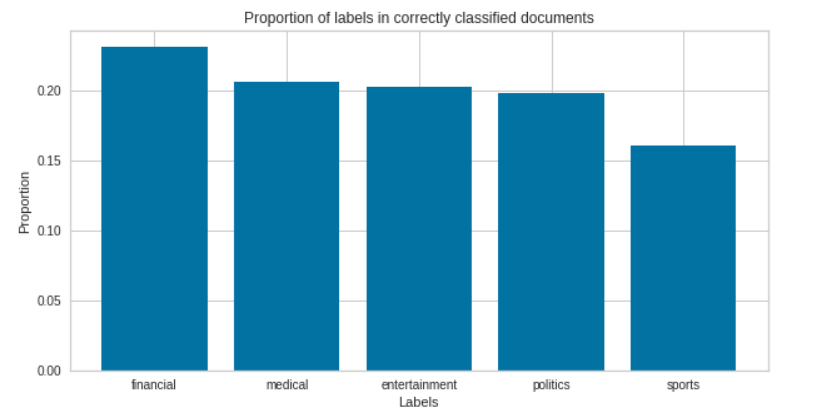 Proportion of labels in correctly classified documents
Proportion
0.20
0.15
0.10
0.05
0.00
financial medical entertainment politics sports
Labels